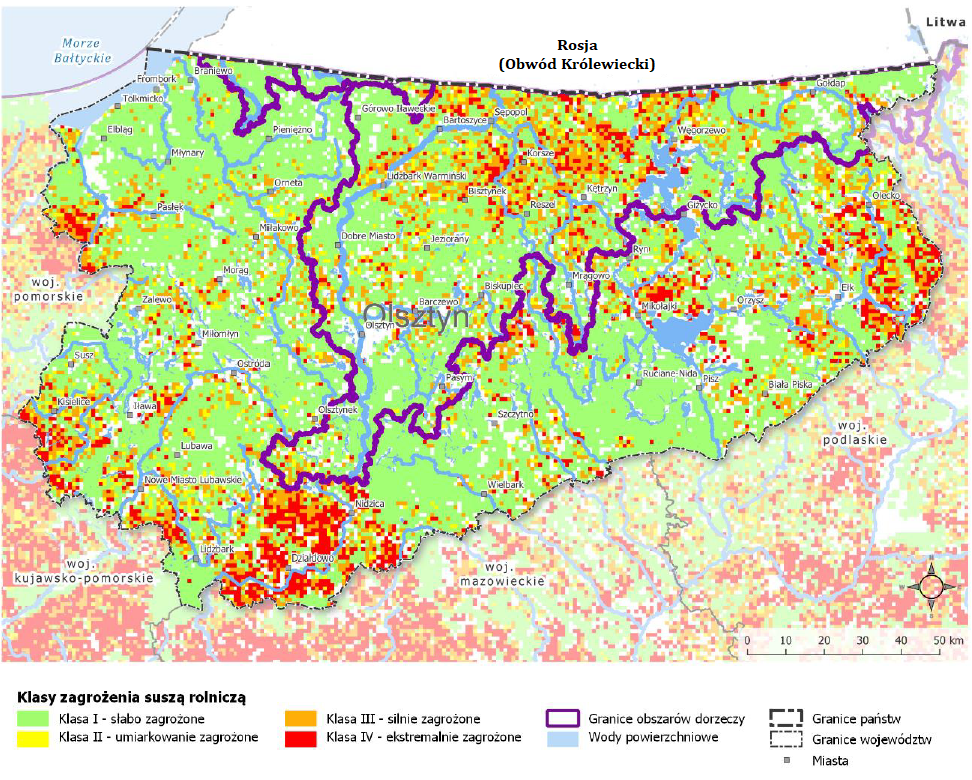 Litwa
Morze
Bałtyckie
Rosja
(Obwód Królewiecki)
Braniewo
Gołdap
Frombork
Tolkmicko
Górowo Iławeckie
Sępopol
Bartoszyce
Elbląg
Pieniężno
Węgorzewo
Młynary
Korsze
Lidzbark Warmiński
Orneta
Bisztynek
Kętrzyn
Olecko
Pasłęk
Reszel
Giżycko
Miłakowo
Dobre Miasto
Jeziorany
Ryn
Morąg
Mrągowo
woj.
pomorskie
Biskupiec
Ełk
Zalewo
Barczewo
Mikołajki
Orzysz
Olsztyn
Olsztyn
Miłomłyn
Susz
Ostróda
Pasym
Ruciane-Nida
Pisz
Biała Piska
Kisielice
Iława
Olsztynek
Szczytno
woj.
podlaskie
Lubawa
Nowe Miasto Lubawskie
Wielbark
Nidzica
Lidzbark
Działdowo
woj.
kujawsko-pomorskie
woj.
mazowieckie
0 10 20 30 40 50 km
Klasy zagrożenia suszą rolniczą
Klasa I - słabo zagrożone
Klasa II - umiarkowanie zagrożone
Klasa III - silnie zagrożone
Klasa IV - ekstremalnie zagrożone
Granice obszarów dorzeczy
Wody powierzchniowe
Granice państw
Granice województw
Miasta